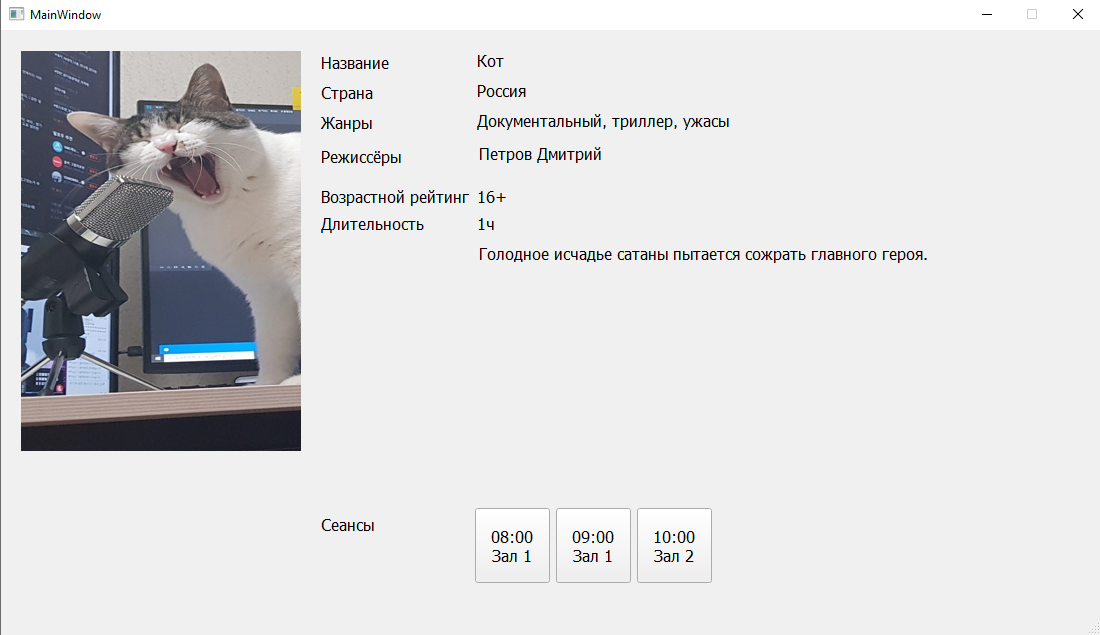 MainWindow
Название Кот
Страна Россия
Жанры Документальный, триллер, ужасы
Режиссёры Петров Дмитрий
Возрастной рейтинг 16+
Длительность 1ч
Голодное исчадье сатаны пытается сожрать главного героя.
Сеансы
08:00 09:00 10:00
Зал 1 Зал 1 Зал 2